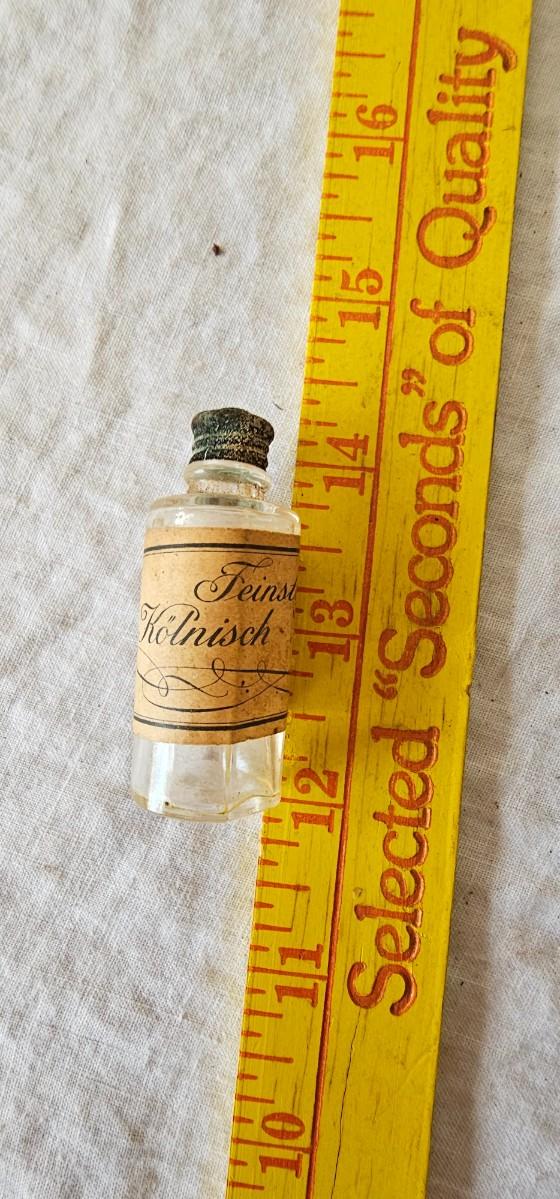 Feinst
Kölnisch
Selected “Seconds” of Quality
16
15
14
13
12
11
10